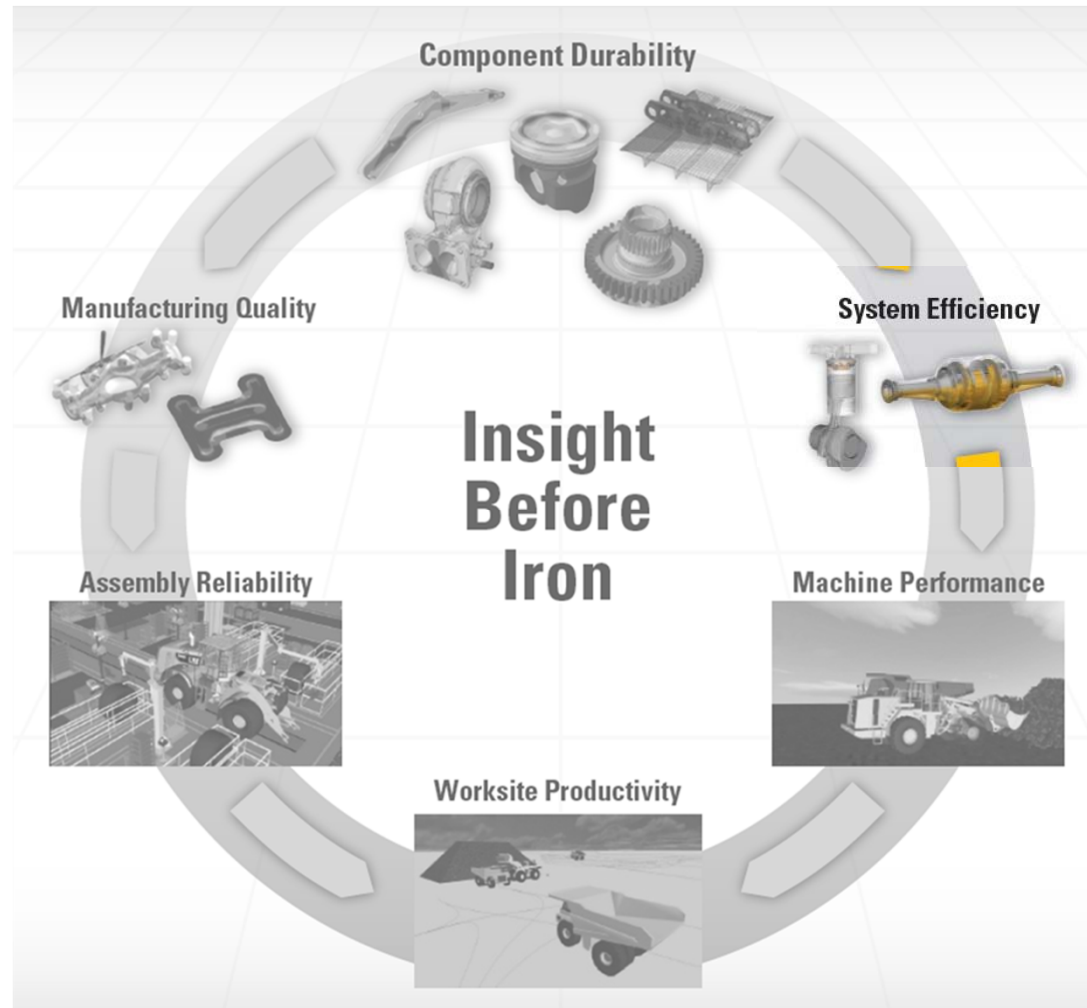 Component Durability
Manufacturing Quality
System Efficiency
Insight
Before
Iron
Assembly Reliability
Machine Performance
Worksite Productivity